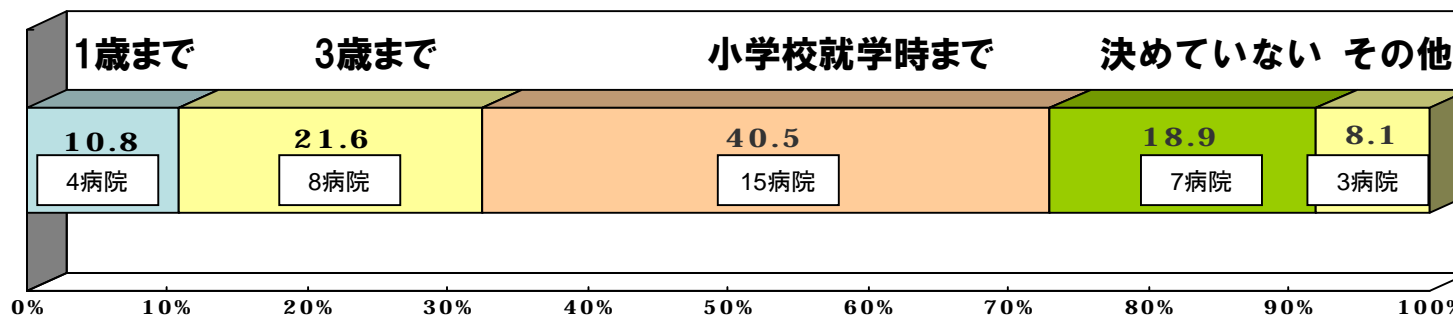 1歳まで 3歳まで 小学校就学時まで 決めていない その他
10.8 21.6 40.5 18.9 8.1
4病院 8病院 15病院 7病院 3病院
0% 10% 20% 30% 40% 50% 60% 70% 80% 90% 100%